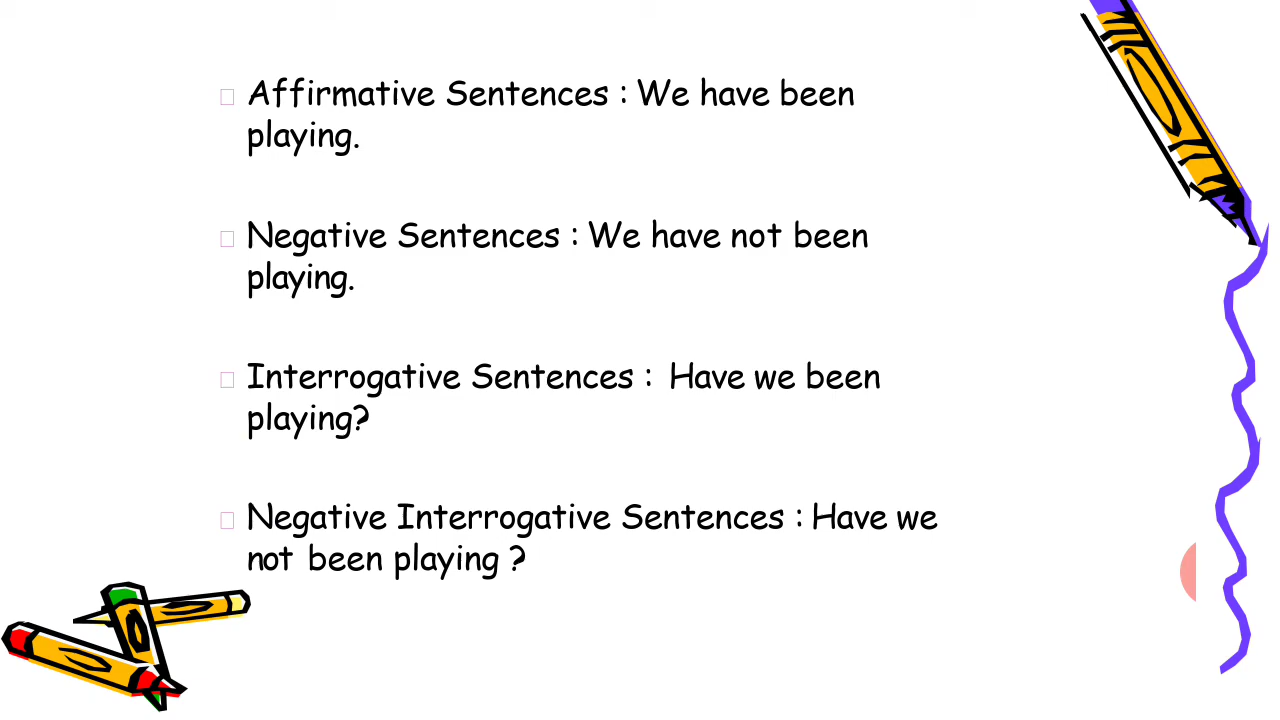 Affirmative Sentences : We have been
playing.
Negative Sentences : We have not been
playing.
Interrogative Sentences :  Have we been
playing?
Negative Interrogative Sentences : Have we
not been playing ?